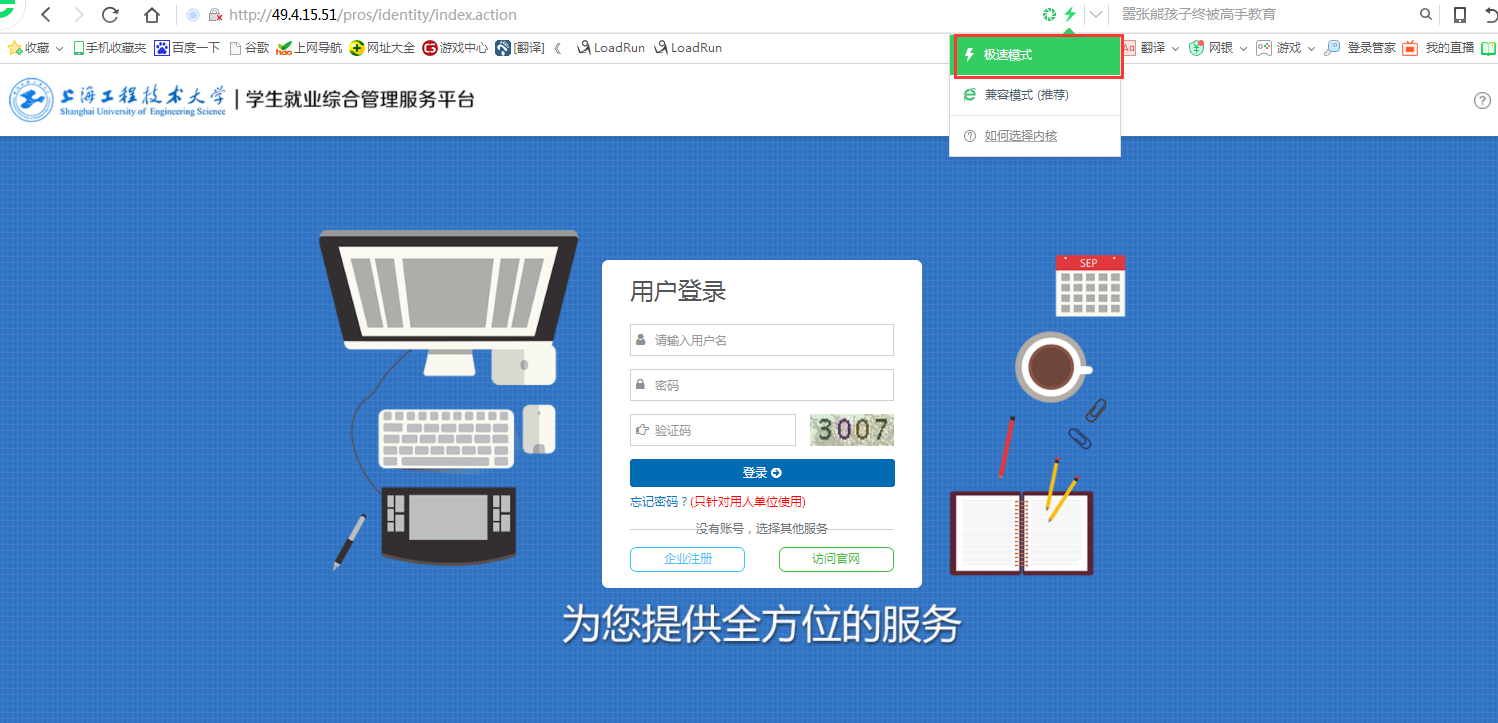 http://49.4.15.51/pros/identity/index.action
嚣张熊孩子终被高手教育
收藏 手机收藏夹 百度一下 谷歌 上网导航 网址大全 游戏中心 [翻译] 《 LoadRun LoadRun
翻译 网银 游戏 登录管家 我的直播
极速模式
兼容模式 (推荐)
如何选择内核
上海工程技术大学
Shanghai University of Engineering Science
学生就业综合管理服务平台
SEP
用户登录
请输入用户名
密码
验证码
3007
登录
忘记密码？(只针对用人单位使用)
没有账号，选择其他服务
企业注册 访问官网
为您提供全方位的服务